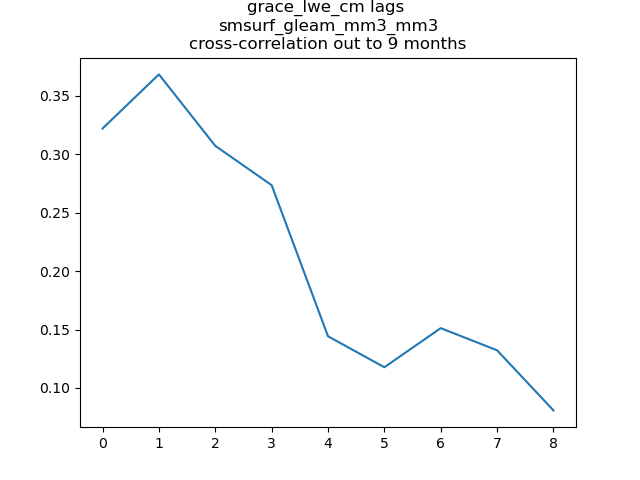 grace_lwe_cm lags
smsurf_gleam_mm3_mm3
cross-correlation out to 9 months
0.35
0.30
0.25
0.20
0.15
0.10
0 1 2 3 4 5 6 7 8